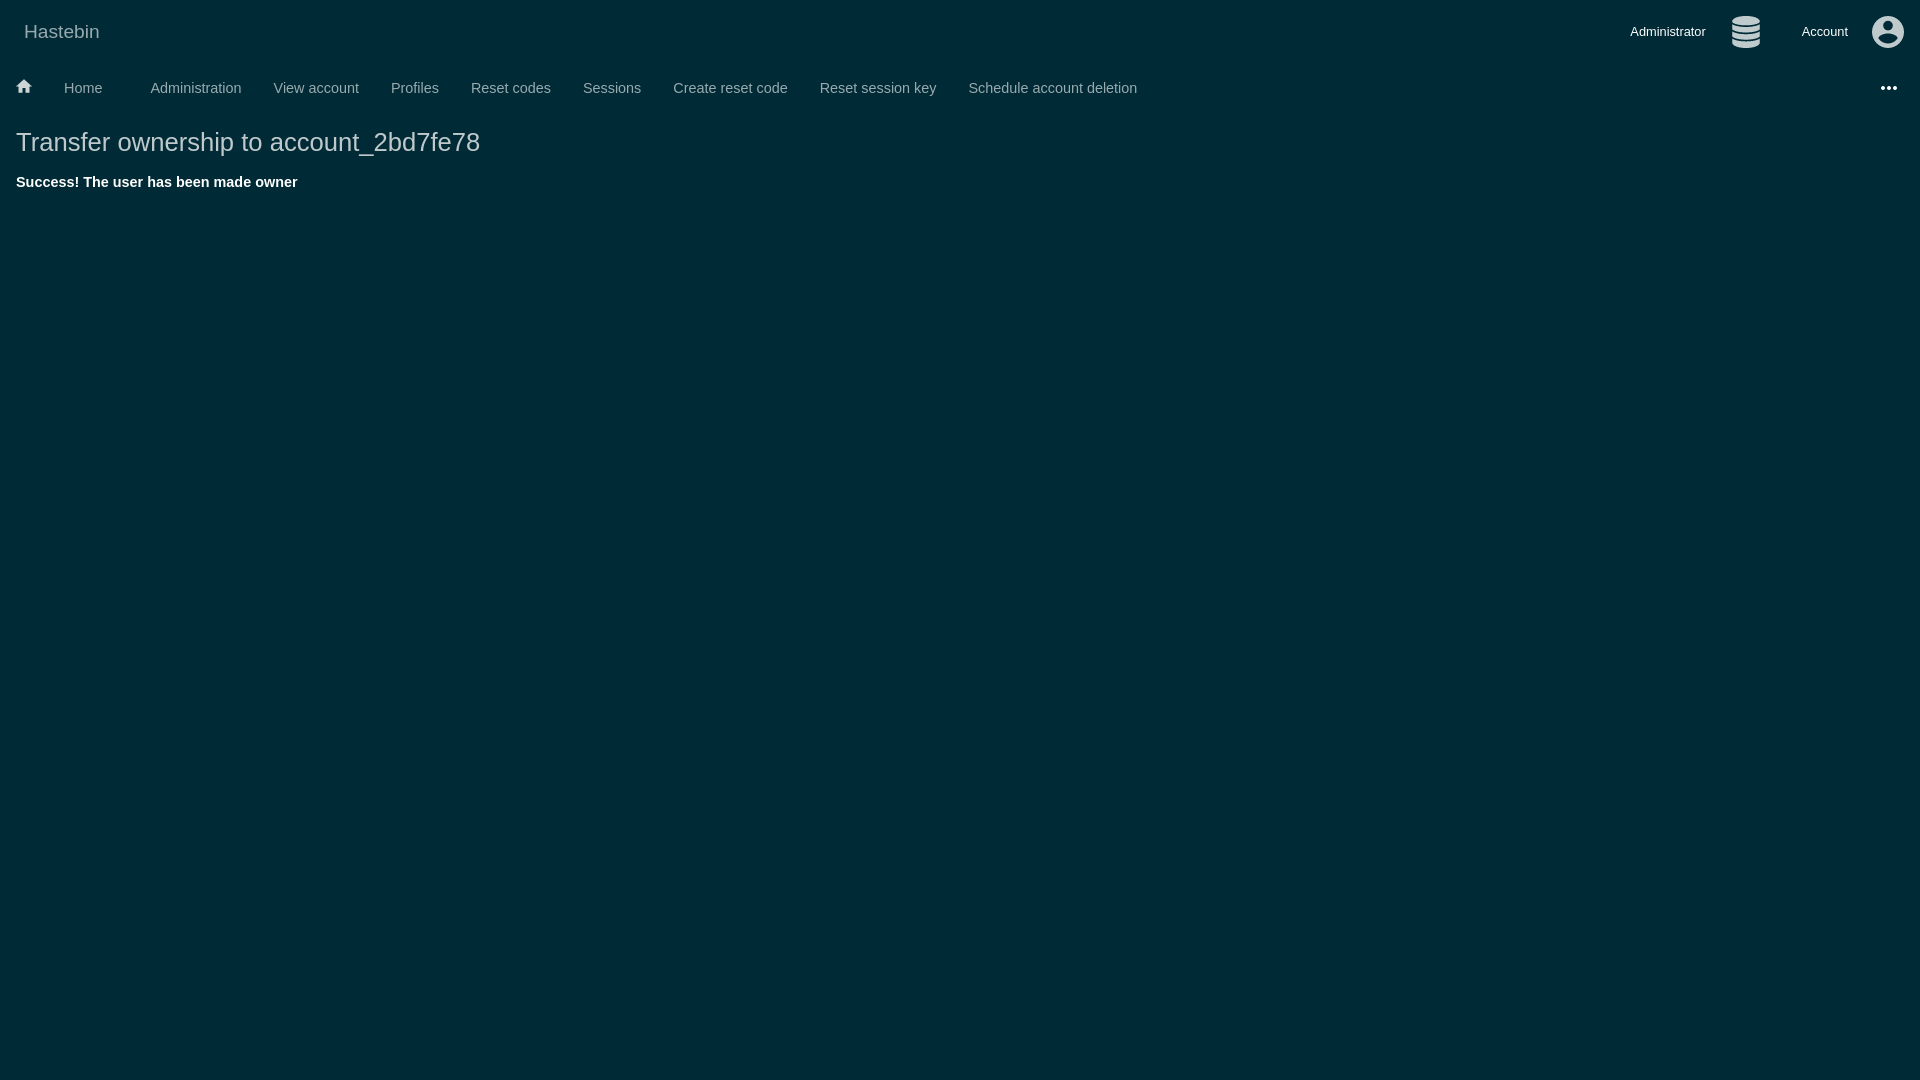 Hastebin
Administrator
Account
Home
Administration
View account
Profiles
Reset codes
Sessions
Create reset code
Reset session key
Schedule account deletion
Transfer ownership to account_2bd7fe78
Success! The user has been made owner